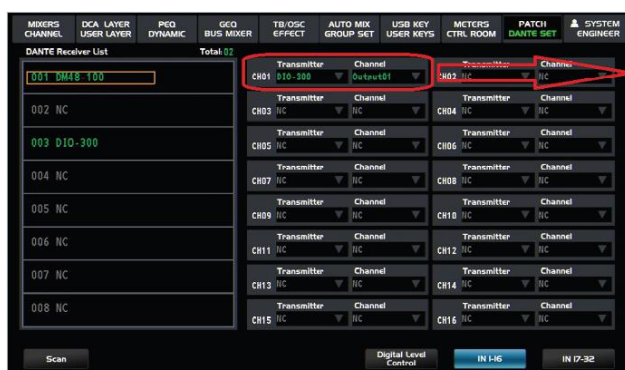 MIXERS CHANNEL DCA LAYER USER LAYER PEQ DYNAMIC GEQ BUS MIXER TB/OSC EFFECT AUTO MIX GROUP SET USB KEY USER KEYS METERS CTRL ROOM PATCH DANTE SET SYSTEM ENGINEER
DANTE Receiver List Total:02
001 DM48 100
002 NC
003 DIO-300
004 NC
005 NC
006 NC
007 NC
008 NC
Transmitter Channel Transmitter Channel
CH01 DIO-300 Output01 CH02 NC NC
Transmitter Channel Transmitter Channel
CH03 NC NC CH04 NC NC
Transmitter Channel Transmitter Channel
CH05 NC NC CH06 NC NC
Transmitter Channel Transmitter Channel
CH07 NC NC CH08 NC NC
Transmitter Channel Transmitter Channel
CH09 NC NC CH10 NC NC
Transmitter Channel Transmitter Channel
CH11 NC NC CH12 NC NC
Transmitter Channel Transmitter Channel
CH13 NC NC CH14 NC NC
Transmitter Channel Transmitter Channel
CH15 NC NC CH16 NC NC
Scan Digital Level Control IN 1-16 IN 17-32